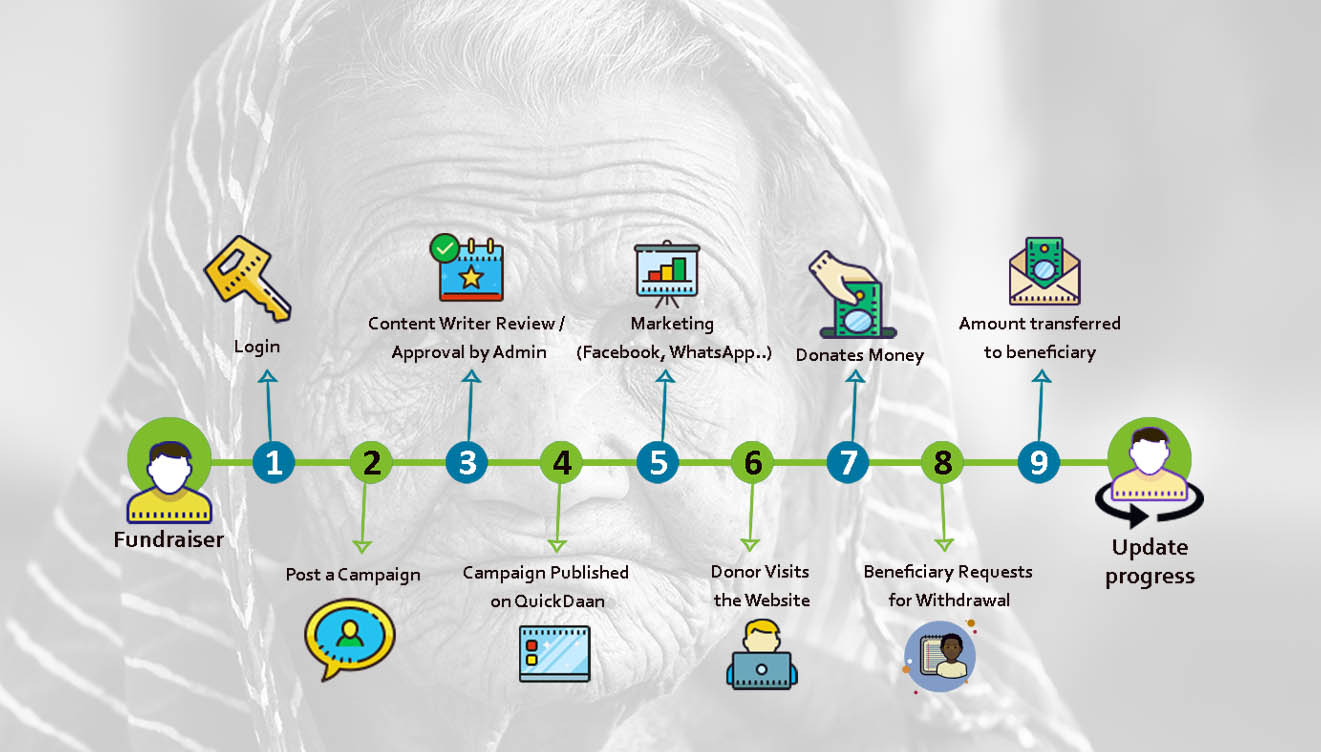 Login
Content Writer Review /
Approval by Admin
Marketing
(Facebook, WhatsApp..)
Donates Money
Amount transferred
to beneficiary
1
2
3
4
5
6
7
8
9
Fundraiser
Update
progress
Post a Campaign
Campaign Published
on QuickDaan
Donor Visits
the Website
Beneficiary Requests
for Withdrawal